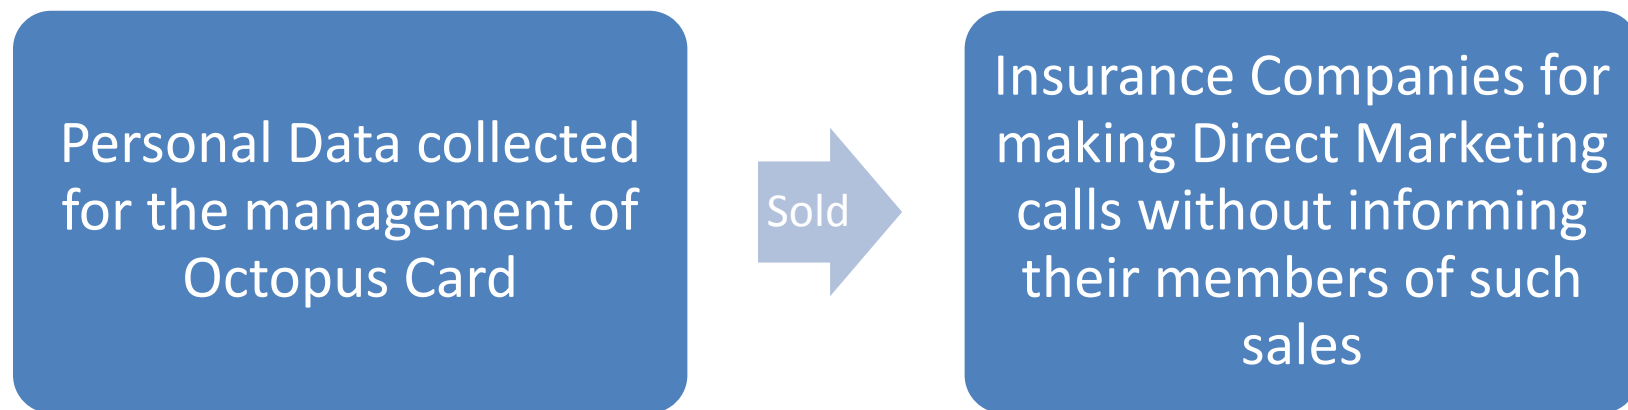 Personal Data collected
for the management of
Octopus Card
Sold
Insurance Companies for
making Direct Marketing
calls without informing
their members of such
sales